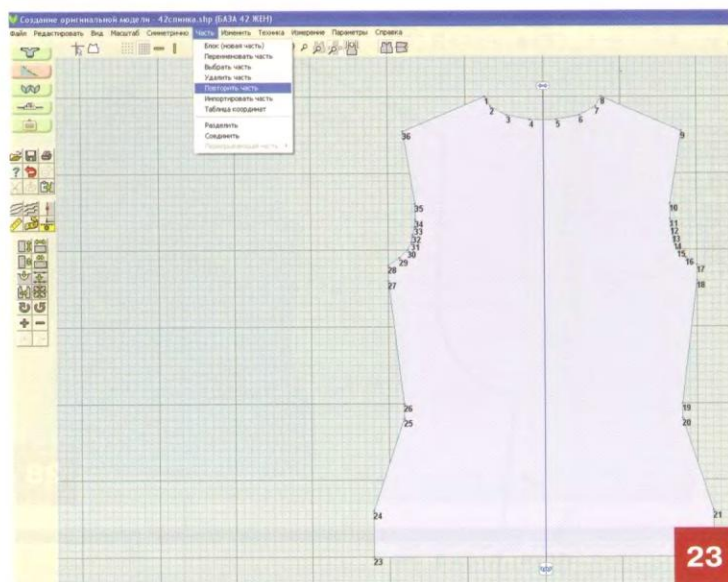 Создание оригинальной модели - 42спинка.shp (БАЗА 42 ЖЕН)
Файл Редактировать Вид Масштаб Симметрично Часть Изменить Техника Измерение Параметры Справка
Блок (новая часть)
Переименовать часть
Выбрать часть
Удалить часть
Повторить часть
Импортировать часть
Таблица координат
Разделить
Соединить
1 8
2 7
3 4 5 6
36 9
35 10
34 11
33 12
32 13
31 14
30 15
29 16
28 17
27 18
26 19
25 20
24 21
23
23